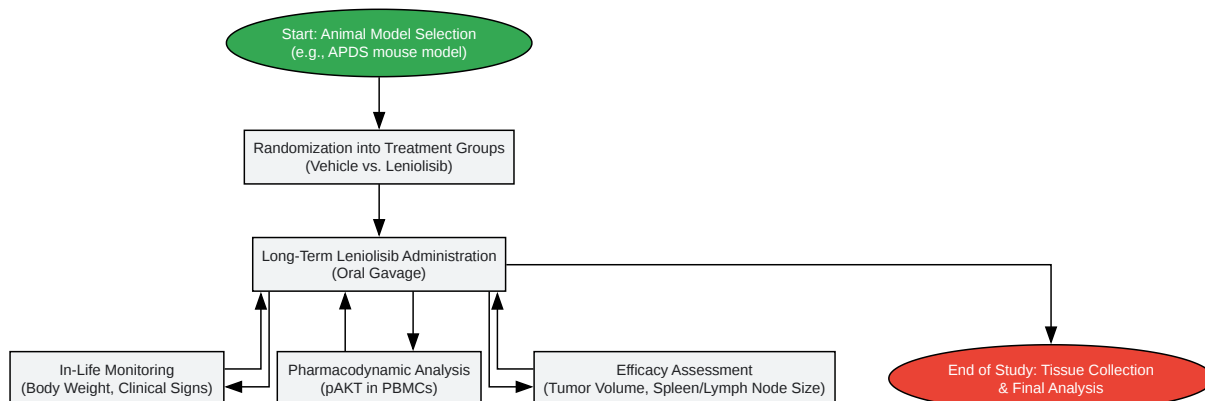 Start: Animal Model Selection
(e.g., APDS mouse model)
Randomization into Treatment Groups
(Vehicle vs. Leniolisib)
Long-Term Leniolisib Administration
(Oral Gavage)
In-Life Monitoring
(Body Weight, Clinical Signs)
Pharmacodynamic Analysis
(pAKT in PBMCs)
Efficacy Assessment
(Tumor Volume, Spleen/Lymph Node Size)
End of Study: Tissue Collection
& Final Analysis